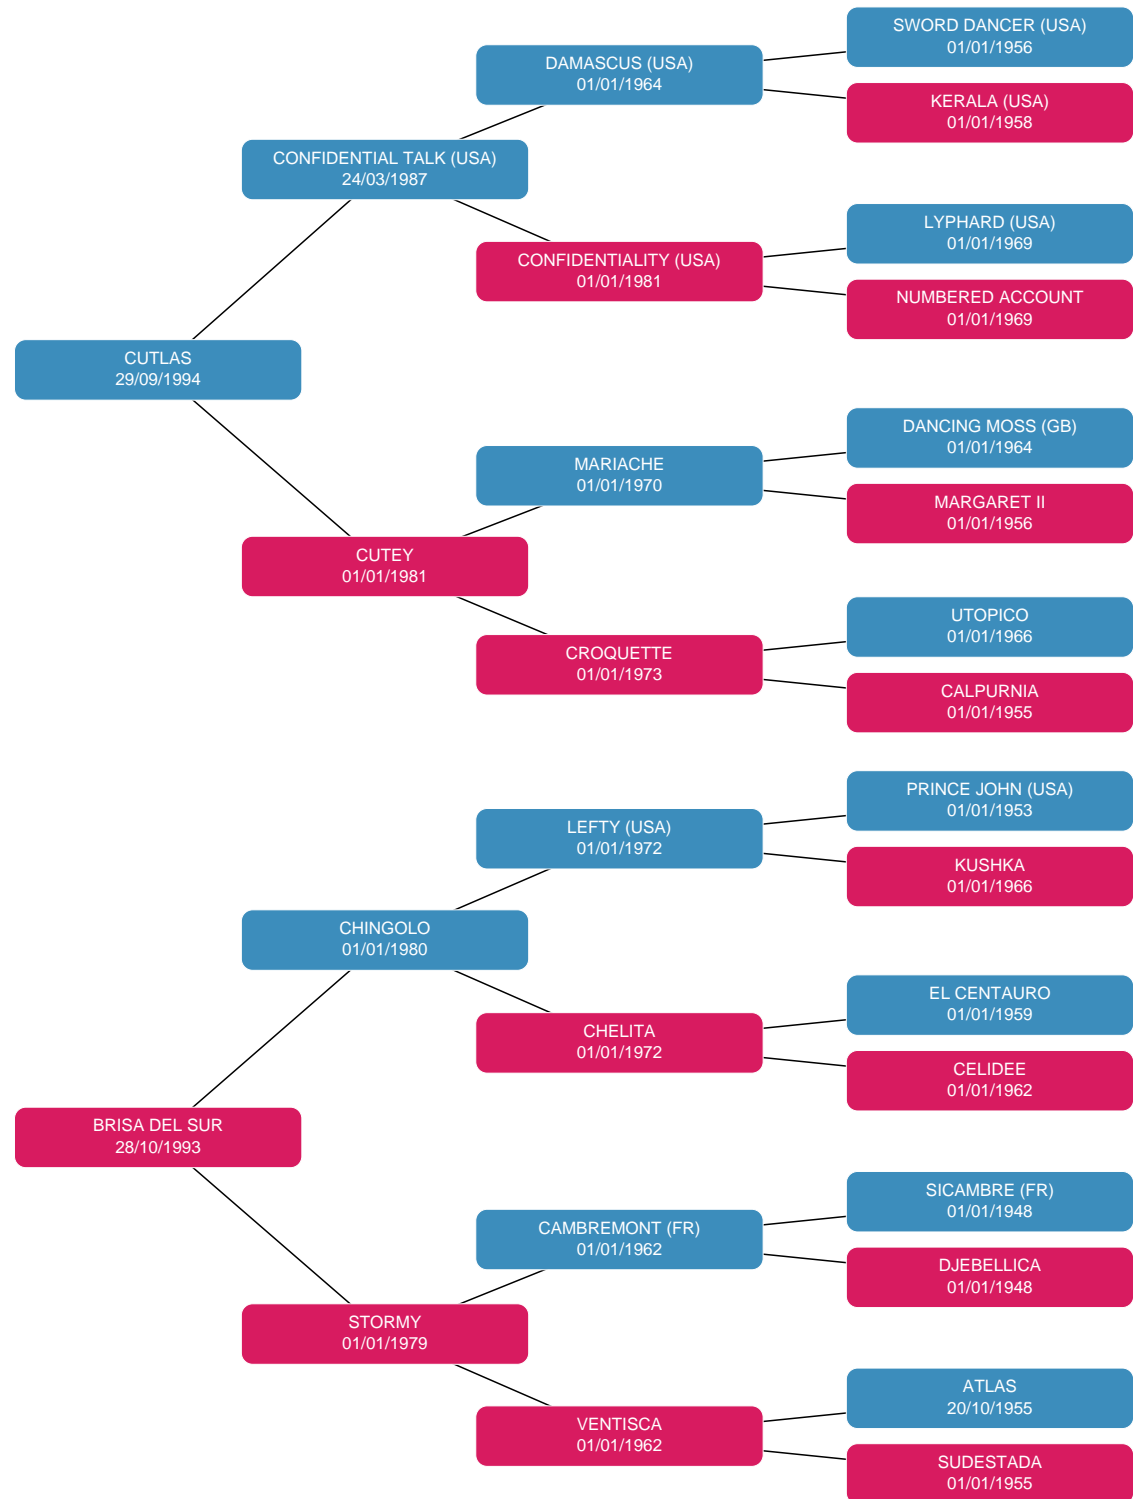 SWORD DANCER (USA)
01/01/1956
DAMASCUS (USA)
01/01/1964
KERALA (USA)
01/01/1958
CONFIDENTIAL TALK (USA)
24/03/1987
LYPHARD (USA)
01/01/1969
CONFIDENTIALITY (USA)
01/01/1981
NUMBERED ACCOUNT
01/01/1969
CUTLAS
29/09/1994
DANCING MOSS (GB)
01/01/1964
MARIACHE
01/01/1970
MARGARET II
01/01/1956
CUTEY
01/01/1981
UTOPICO
01/01/1966
CROQUETTE
01/01/1973
CALPURNIA
01/01/1955
PRINCE JOHN (USA)
01/01/1953
LEFTY (USA)
01/01/1972
KUSHKA
01/01/1966
CHINGOLO
01/01/1980
EL CENTAURO
01/01/1959
CHELITA
01/01/1972
CELIDEE
01/01/1962
BRISA DEL SUR
28/10/1993
SICAMBRE (FR)
01/01/1948
CAMBREMONT (FR)
01/01/1962
DJEBELLICA
01/01/1948
STORMY
01/01/1979
ATLAS
20/10/1955
VENTISCA
01/01/1962
SUDESTADA
01/01/1955